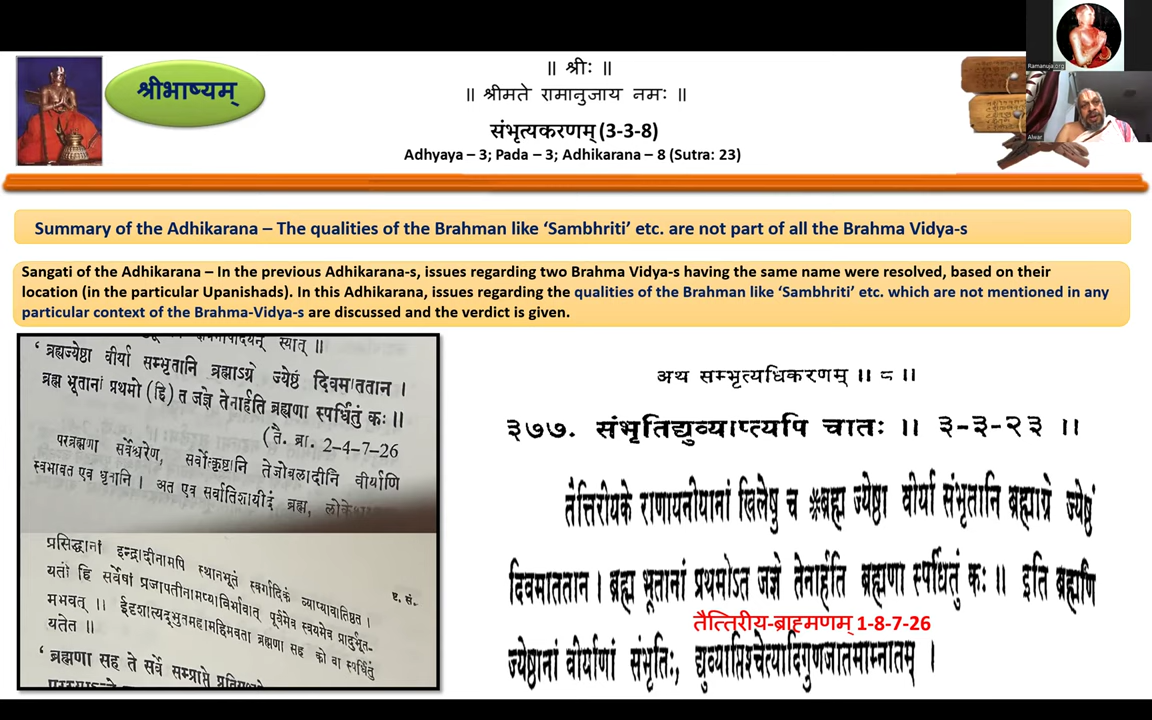 ॥ श्रीः ॥
॥ श्रीमते रामानुजाय नमः ॥
श्रीभाष्यम्
संभृत्यकरणम् (3-3-8)
Adhyaya – 3; Pada – 3; Adhikarana – 8 (Sutra: 23)
Ramanuja.org
Alwar
Summary of the Adhikarana – The qualities of the Brahman like ‘Sambhriti’ etc. are not part of all the Brahma Vidya-s
Sangati of the Adhikarana – In the previous Adhikarana-s, issues regarding two Brahma Vidya-s having the same name were resolved, based on their
location (in the particular Upanishads). In this Adhikarana, issues regarding the qualities of the Brahman like ‘Sambhriti’ etc. which are not mentioned in any
particular context of the Brahma-Vidya-s are discussed and the verdict is given.
स्यात् ॥
‘ ब्रह्मज्येष्ठा वीर्या सम्भृतानि ब्रह्माऽग्रे ज्येष्ठं दिवमाततान ।
ब्रह्म भूतानां प्रथमो (हि) त जज्ञे तेनार्हति ब्रह्मणा स्पर्धितुं कः ॥
(तै. ब्रा. 2-4-7-26
परब्रह्मणा सर्वेश्वरेण, सर्वोत्कृष्टानि तेजोबलादीनि वीर्याणि
स्वभावत एव धृतानि । अत एव सर्वातिशायीदं ब्रह्म,
प्रसिद्धानां इन्द्रादीनामपि स्थानभूतं स्वर्गादिकं व्याप्यावातिष्ठत ।
यतो हि सर्वेषां प्रजापतीनामप्याविर्भावात् पूर्वमेव स्वयमेव प्रादुर्भूत-
मभवत् ॥ ईदृशात्यद्भुतमहामहिमवता ब्रह्मणा सह को वा स्पर्धितुं
यतेत ॥
ए. सं.
‘ ब्रह्मणा सह ते सर्वे सम्प्राप्ते
अथ सम्भृत्यधिकरणम् ॥ ८ ॥
३७७. संभृतिद्युव्याप्त्यपि चातः ॥ ३-३-२३ ॥
तैत्तिरीयके राणायनीयानां खिलेषु च ※ब्रह्म ज्येष्ठा वीर्या संभृतानि ब्रह्माग्रे ज्येष्ठं
दिवमाततान । ब्रह्म भूतानां प्रथमोऽत जज्ञे तेनार्हति ब्रह्मणा स्पर्धितुं कः ॥ इति ब्रह्मणि
तैत्तिरीय-ब्राह्मणम् 1-8-7-26
ज्येष्ठानां वीर्याणां संभृतिः, द्युव्याप्तिश्चेत्यादिगुणजातमाम्नातम् ।